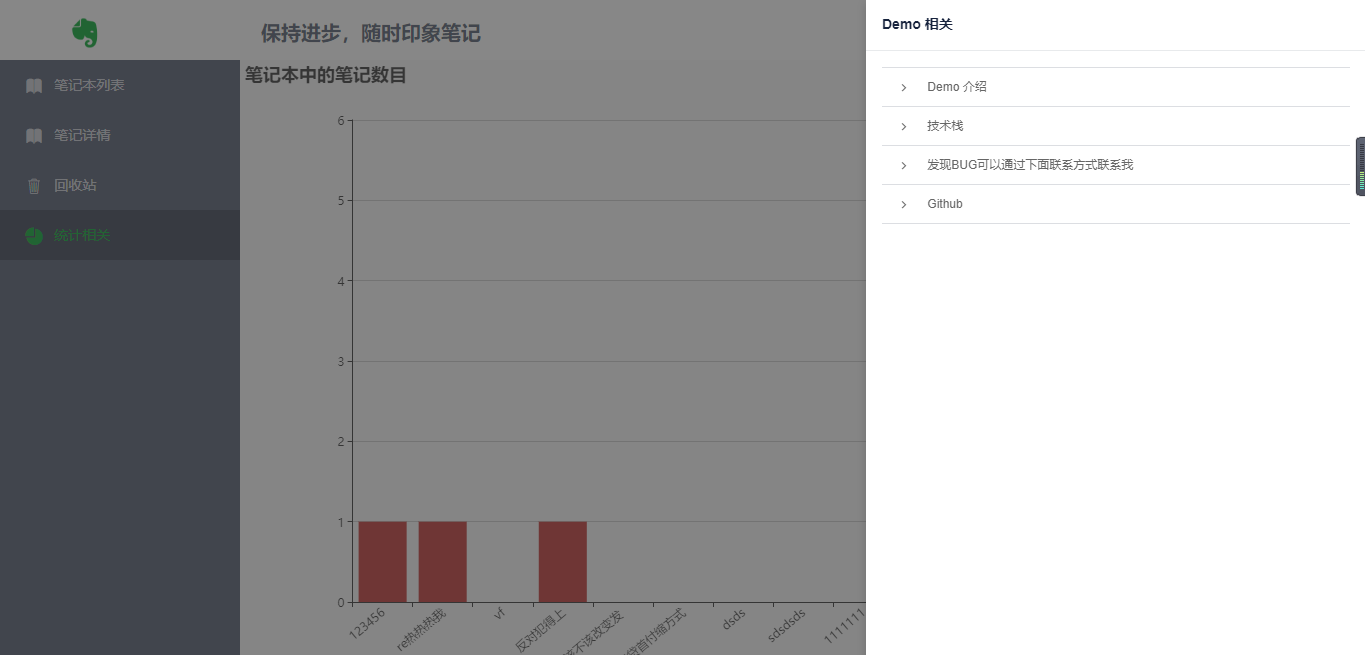 保持进步，随时印象笔记
笔记本列表
笔记详情
回收站
统计相关
笔记本中的笔记数目
6
5
4
3
2
1
0
123456
re热热热我
vf
反对犯得上
不该改变发
贷首付缩方式
dsds
sdsdsds
1111111
Demo 相关
Demo 介绍
技术栈
发现BUG可以通过下面联系方式联系我
Github